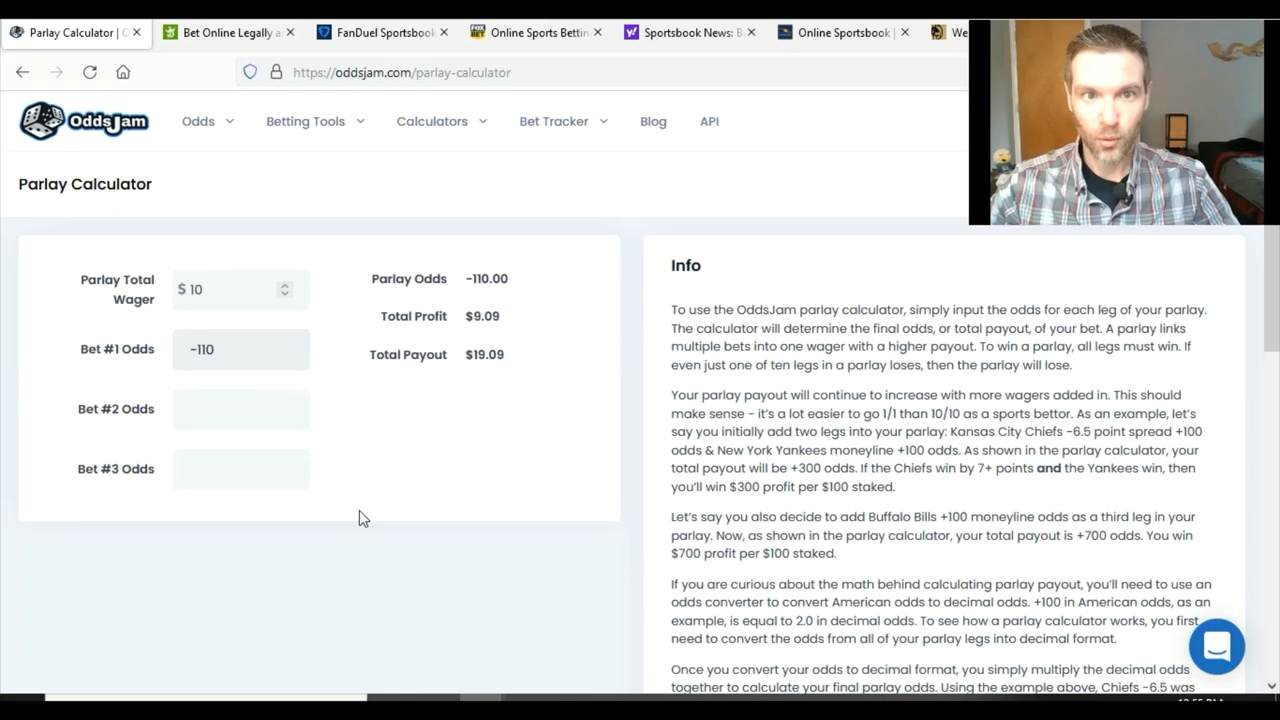 Parlay Calculator | O
Bet Online Legally a
FanDuel Sportsbook
FOX BET
Online Sports Bettin
Sportsbook News: B
Online Sportsbook |
We
https://oddsjam.com/parlay-calculator
OddsJam
Odds
Betting Tools
Calculators
Bet Tracker
Blog
API
Parlay Calculator
Parlay Total
Wager
$ 10
Bet #1 Odds
-110
Bet #2 Odds
Bet #3 Odds
Parlay Odds -110.00
Total Profit $9.09
Total Payout $19.09
Info
To use the OddsJam parlay calculator, simply input the odds for each leg of your parlay.
The calculator will determine the final odds, or total payout, of your bet. A parlay links
multiple bets into one wager with a higher payout. To win a parlay, all legs must win. If
even just one of ten legs in a parlay loses, then the parlay will lose.
Your parlay payout will continue to increase with more wagers added in. This should
make sense - it's a lot easier to go 1/1 than 10/10 as a sports bettor. As an example, let's
say you initially add two legs into your parlay: Kansas City Chiefs -6.5 point spread +100
odds & New York Yankees moneyline +100 odds. As shown in the parlay calculator, your
total payout will be +300 odds. If the Chiefs win by 7+ points and the Yankees win, then
you'll win $300 profit per $100 staked.
Let's say you also decide to add Buffalo Bills +100 moneyline odds as a third leg in your
parlay. Now, as shown in the parlay calculator, your total payout is +700 odds. You win
$700 profit per $100 staked.
If you are curious about the math behind calculating parlay payout, you'll need to use an
odds converter to convert American odds to decimal odds. +100 in American odds, as an
example, is equal to 2.0 in decimal odds. To see how a parlay calculator works, you first
need to convert the odds from all of your parlay legs into decimal format.
Once you convert your odds to decimal format, you simply multiply the decimal odds
together to calculate your final parlay odds. Using the example above, Chiefs -6.5 was